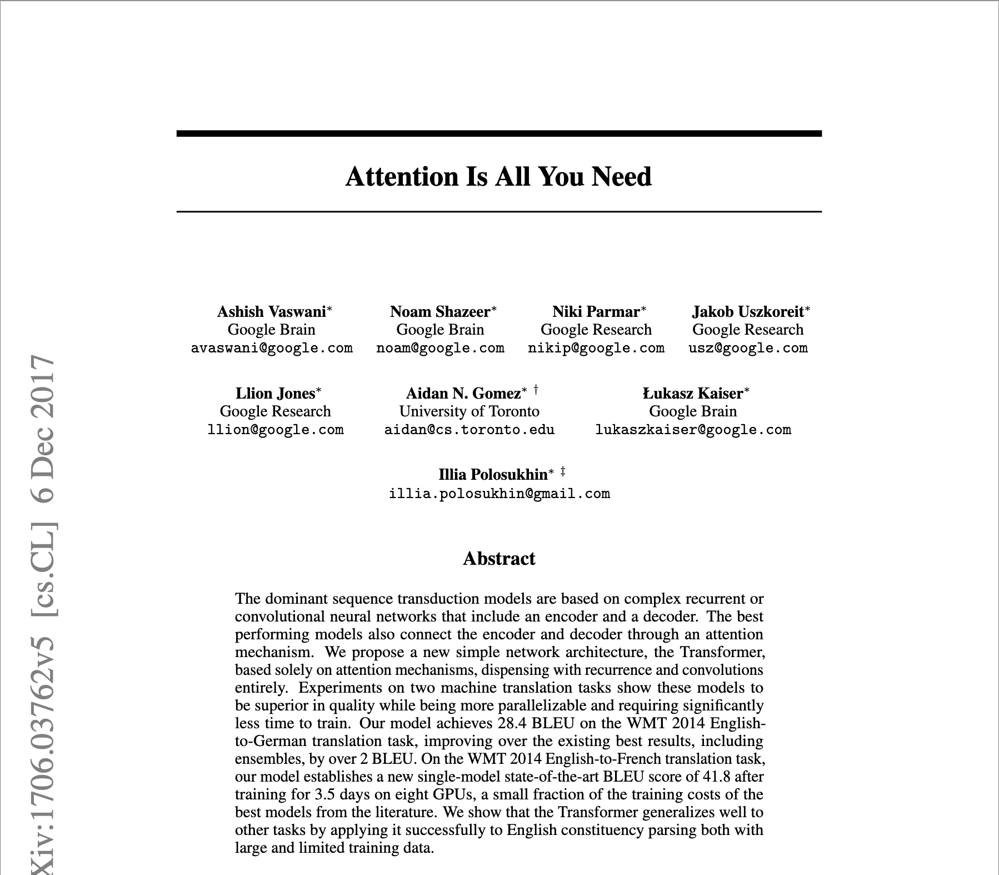 Attention Is All You Need
Ashish Vaswani∗ Noam Shazeer∗ Niki Parmar∗ Jakob Uszkoreit∗
Google Brain Google Brain Google Research Google Research
avaswani@google.com noam@google.com nikip@google.com usz@google.com
Llion Jones∗ Aidan N. Gomez∗ † Łukasz Kaiser∗
Google Research University of Toronto Google Brain
llion@google.com aidan@cs.toronto.edu lukaszkaiser@google.com
Illia Polosukhin∗ ‡
illia.polosukhin@gmail.com
Abstract
The dominant sequence transduction models are based on complex recurrent or
convolutional neural networks that include an encoder and a decoder. The best
performing models also connect the encoder and decoder through an attention
mechanism. We propose a new simple network architecture, the Transformer,
based solely on attention mechanisms, dispensing with recurrence and convolutions
entirely. Experiments on two machine translation tasks show these models to
be superior in quality while being more parallelizable and requiring significantly
less time to train. Our model achieves 28.4 BLEU on the WMT 2014 English-
to-German translation task, improving over the existing best results, including
ensembles, by over 2 BLEU. On the WMT 2014 English-to-French translation task,
our model establishes a new single-model state-of-the-art BLEU score of 41.8 after
training for 3.5 days on eight GPUs, a small fraction of the training costs of the
best models from the literature. We show that the Transformer generalizes well to
other tasks by applying it successfully to English constituency parsing both with
large and limited training data.
Xiv:1706.03762v5 [cs.CL] 6 Dec 2017